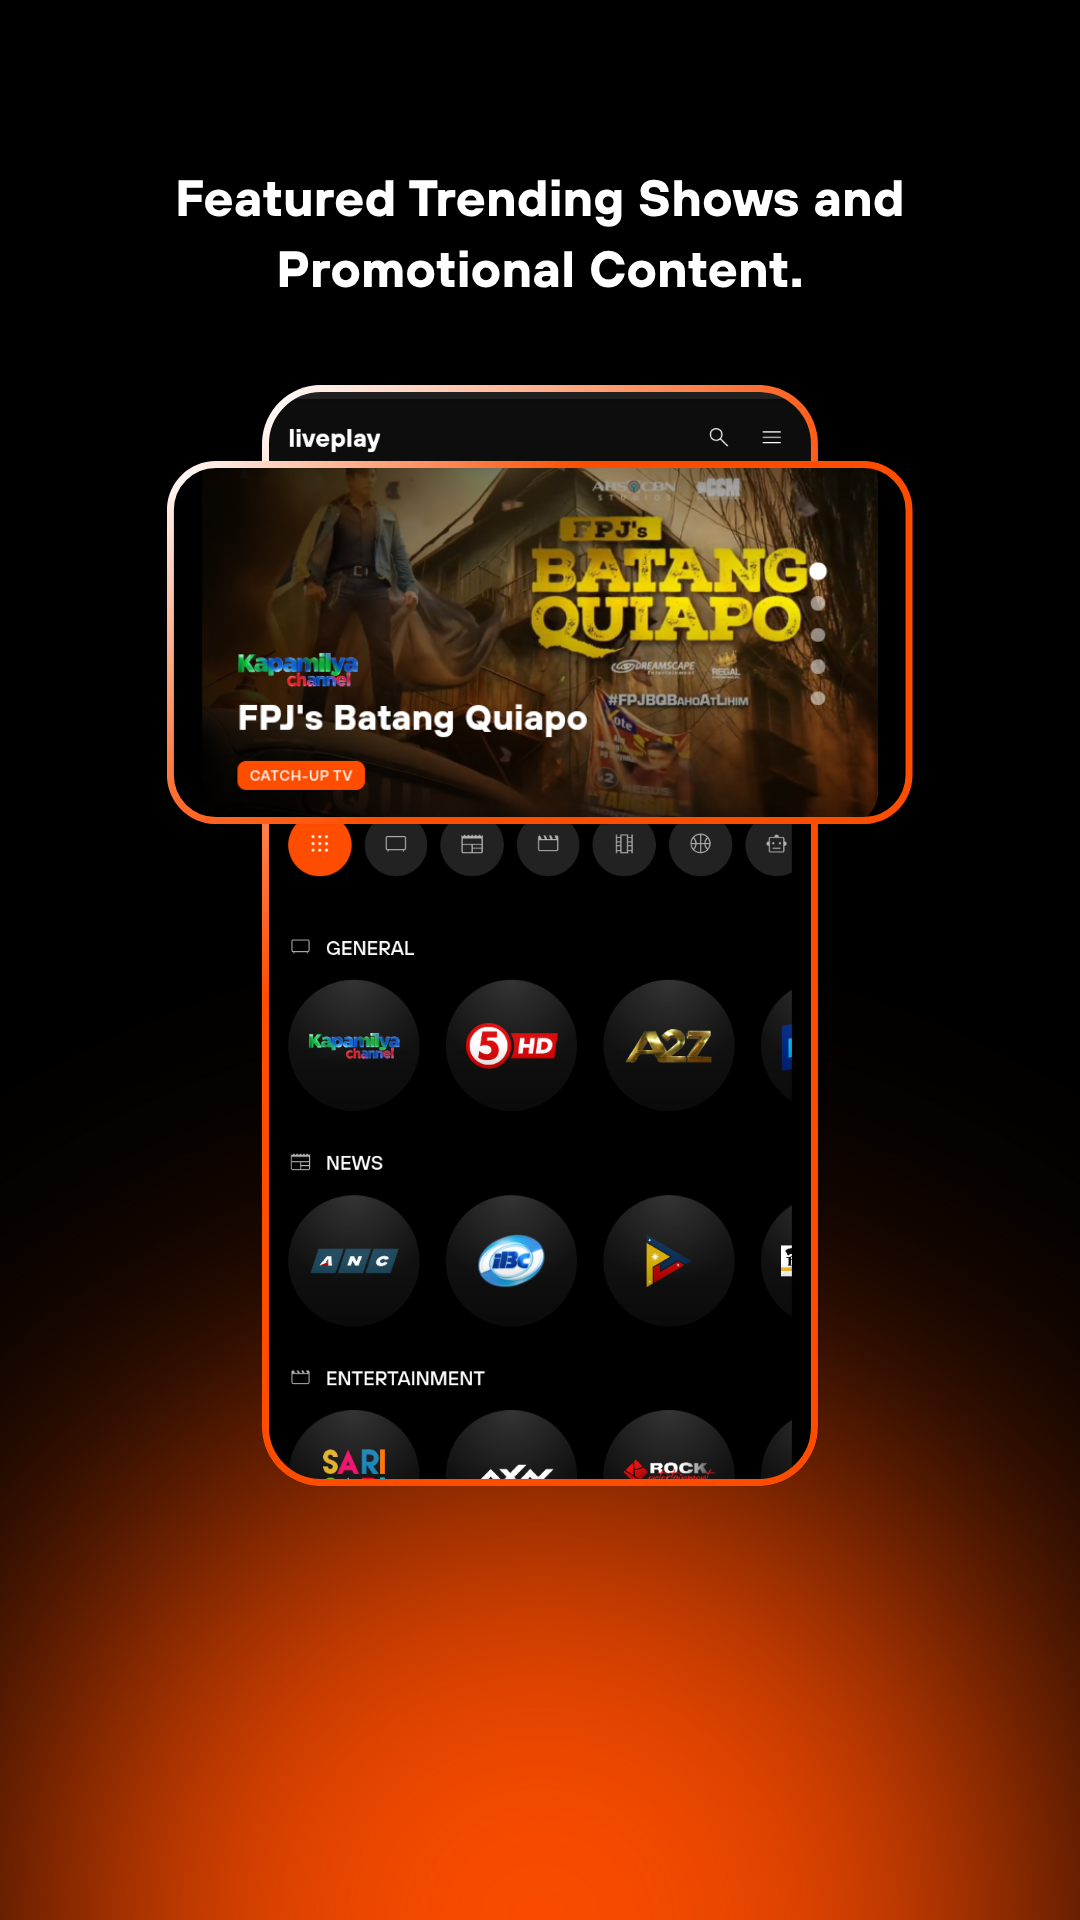 Featured Trending Shows and
Promotional Content.
liveplay
ABS CBN
STUDIOS
#CCM
FPJ's
BATANG
QUIAPO
DREAMSCAPE
Entertainment
REGAL
#FPJBQBAHOATLIHIM
Kapamilya
channel
FPJ's Batang Quiapo
CATCH-UP TV
GENERAL
Kapamilya
channel
5 HD
A2Z
NEWS
ANC
iBC
ENTERTAINMENT
SARI
AXN
ROCK
entertainment